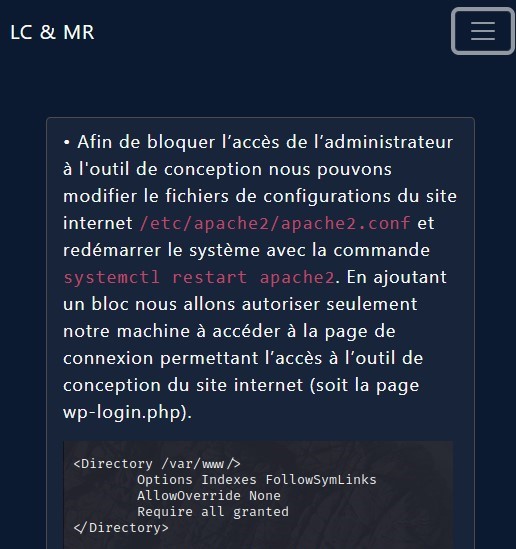 LC & MR
• Afin de bloquer l’accès de l’administrateur
à l'outil de conception nous pouvons
modifier le fichiers de configurations du site
internet /etc/apache2/apache2.conf et
redémarrer le système avec la commande
systemctl restart apache2. En ajoutant
un bloc nous allons autoriser seulement
notre machine à accéder à la page de
connexion permettant l’accès à l’outil de
conception du site internet (soit la page
wp-login.php).
<Directory /var/www/>
Options Indexes FollowSymLinks
AllowOverride None
Require all granted
</Directory>